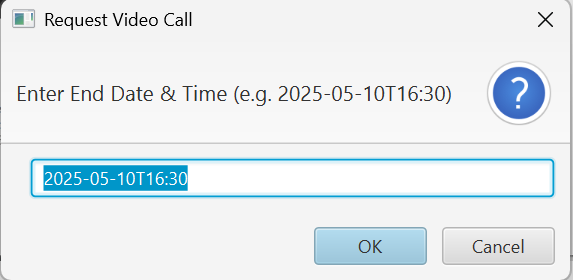 Request Video Call
Enter End Date & Time (e.g. 2025-05-10T16:30)
?
2025-05-10T16:30
OK
Cancel